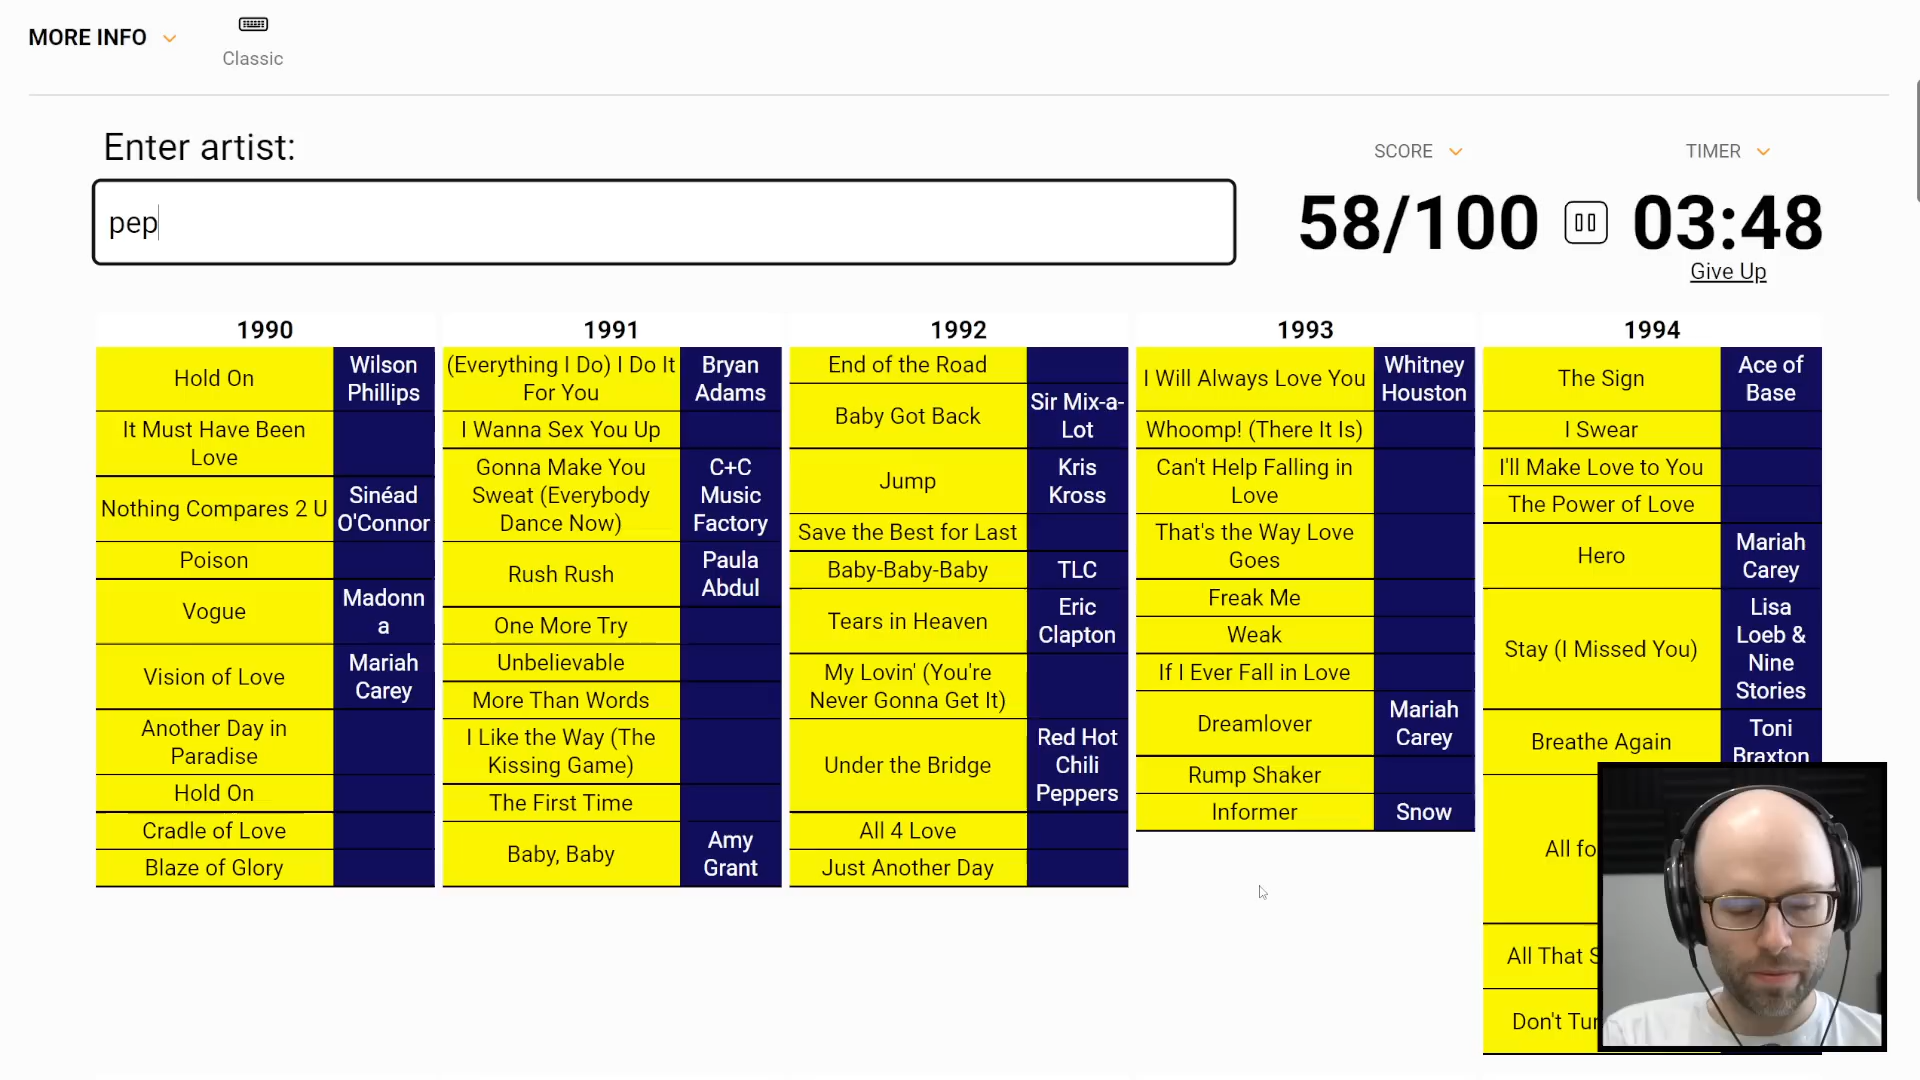 MORE INFO
Classic
Enter artist:
pep
SCORE
TIMER
58/100
03:48
Give Up
1990
Hold On
Wilson
Phillips
It Must Have Been
Love
Nothing Compares 2 U
Sinéad
O'Connor
Poison
Vogue
Madonn
a
Vision of Love
Mariah
Carey
Another Day in
Paradise
Hold On
Cradle of Love
Blaze of Glory
1991
(Everything I Do) I Do It
For You
Bryan
Adams
I Wanna Sex You Up
Gonna Make You
Sweat (Everybody
Dance Now)
C+C
Music
Factory
Rush Rush
Paula
Abdul
One More Try
Unbelievable
More Than Words
I Like the Way (The
Kissing Game)
The First Time
Baby, Baby
Amy
Grant
1992
End of the Road
Baby Got Back
Sir Mix-a-
Lot
Jump
Kris
Kross
Save the Best for Last
Baby-Baby-Baby
TLC
Tears in Heaven
Eric
Clapton
My Lovin' (You're
Never Gonna Get It)
Under the Bridge
Red Hot
Chili
Peppers
All 4 Love
Just Another Day
1993
I Will Always Love You
Whitney
Houston
Whoomp! (There It Is)
Can't Help Falling in
Love
That's the Way Love
Goes
Freak Me
Weak
If I Ever Fall in Love
Dreamlover
Mariah
Carey
Rump Shaker
Informer
Snow
1994
The Sign
Ace of
Base
I Swear
I'll Make Love to You
The Power of Love
Hero
Mariah
Carey
Stay (I Missed You)
Lisa
Loeb &
Nine
Stories
Breathe Again
Toni
Braxton
All fo
All That S
Don't Tur